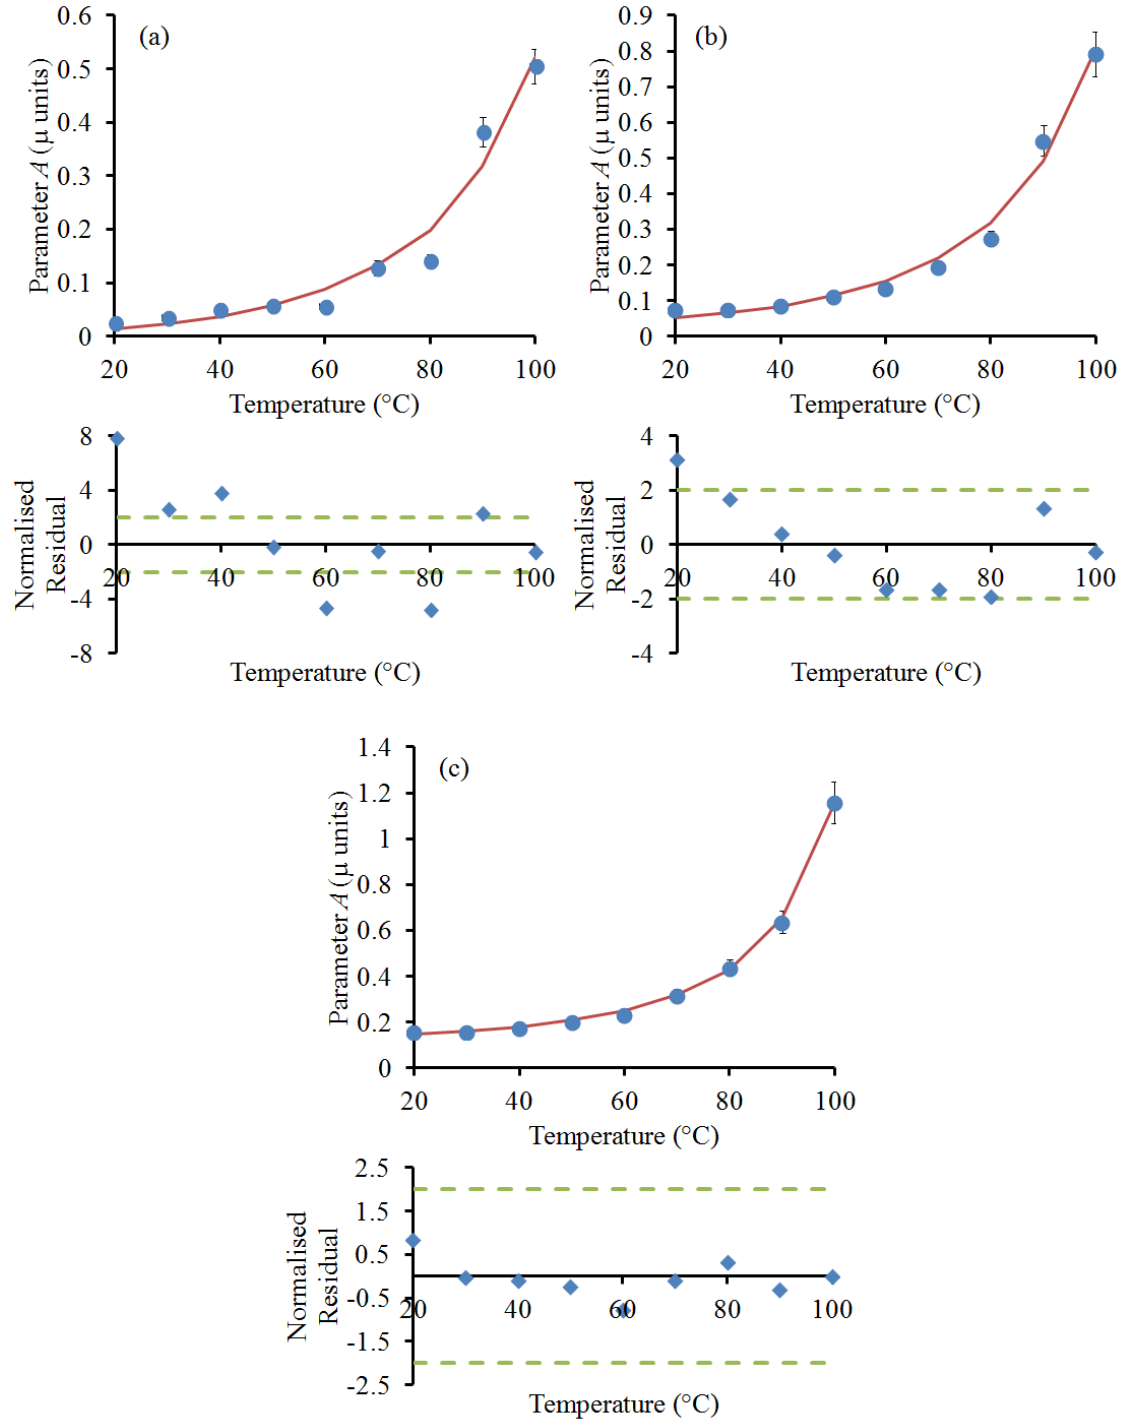 (a)
Parameter A (μ units)
0.6
0.5
0.4
0.3
0.2
0.1
0
20 40 60 80 100
Temperature (°C)
Normalised
Residual
8
4
0
-4
-8
20 40 60 80 100
Temperature (°C)
(b)
Parameter A (μ units)
0.9
0.8
0.7
0.6
0.5
0.4
0.3
0.2
0.1
0
20 40 60 80 100
Temperature (°C)
Normalised
Residual
4
2
0
-2
-4
20 40 60 80 100
Temperature (°C)
(c)
Parameter A (μ units)
1.4
1.2
1
0.8
0.6
0.4
0.2
0
20 40 60 80 100
Temperature (°C)
Normalised
Residual
2.5
1.5
0.5
-0.5
-1.5
-2.5
20 40 60 80 100
Temperature (°C)